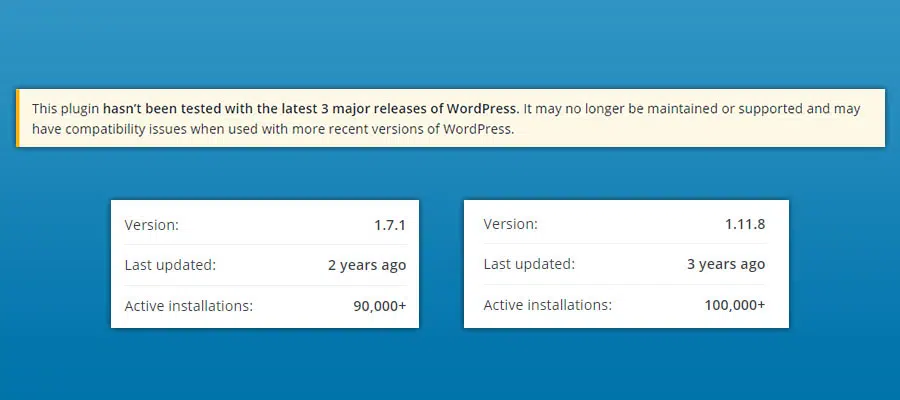 This plugin hasn’t been tested with the latest 3 major releases of WordPress. It may no longer be maintained or supported and may
have compatibility issues when used with more recent versions of WordPress.
Version: 1.7.1
Last updated: 2 years ago
Active installations: 90,000+
Version: 1.11.8
Last updated: 3 years ago
Active installations: 100,000+